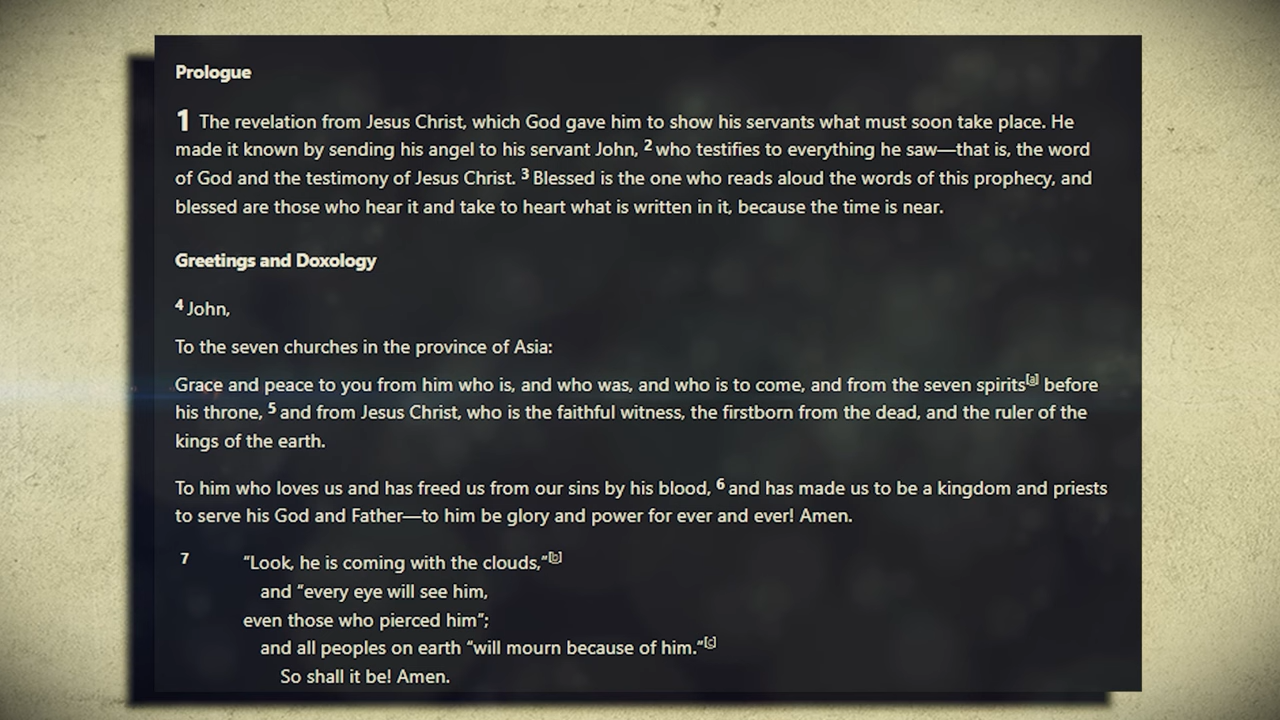 Prologue
1 The revelation from Jesus Christ, which God gave him to show his servants what must soon take place. He
made it known by sending his angel to his servant John, 2 who testifies to everything he saw—that is, the word
of God and the testimony of Jesus Christ. 3 Blessed is the one who reads aloud the words of this prophecy, and
blessed are those who hear it and take to heart what is written in it, because the time is near.
Greetings and Doxology
4 John,
To the seven churches in the province of Asia:
Grace and peace to you from him who is, and who was, and who is to come, and from the seven spirits[a] before
his throne, 5 and from Jesus Christ, who is the faithful witness, the firstborn from the dead, and the ruler of the
kings of the earth.
To him who loves us and has freed us from our sins by his blood, 6 and has made us to be a kingdom and priests
to serve his God and Father—to him be glory and power for ever and ever! Amen.
7 “Look, he is coming with the clouds,”[b]
and “every eye will see him,
even those who pierced him”;
and all peoples on earth “will mourn because of him.”[c]
So shall it be! Amen.